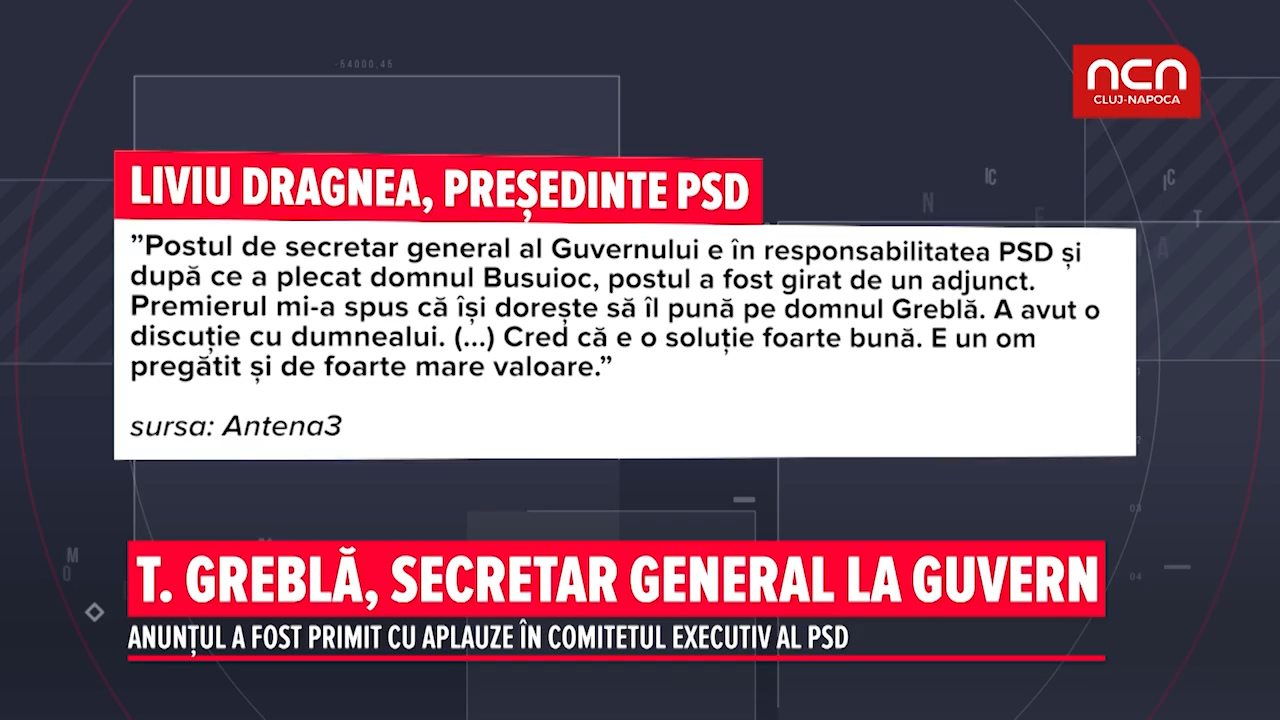 -54000.45
ncn
CLUJ-NAPOCA
LIVIU DRAGNEA, PREȘEDINTE PSD
”Postul de secretar general al Guvernului e în responsabilitatea PSD și
după ce a plecat domnul Busuioc, postul a fost girat de un adjunct.
Premierul mi-a spus că își dorește să îl pună pe domnul Greblă. A avut o
discuție cu dumnealui. (...) Cred că e o soluție foarte bună. E un om
pregătit și de foarte mare valoare.”
sursa: Antena3
T. GREBLĂ, SECRETAR GENERAL LA GUVERN
ANUNȚUL A FOST PRIMIT CU APLAUZE ÎN COMITETUL EXECUTIV AL PSD